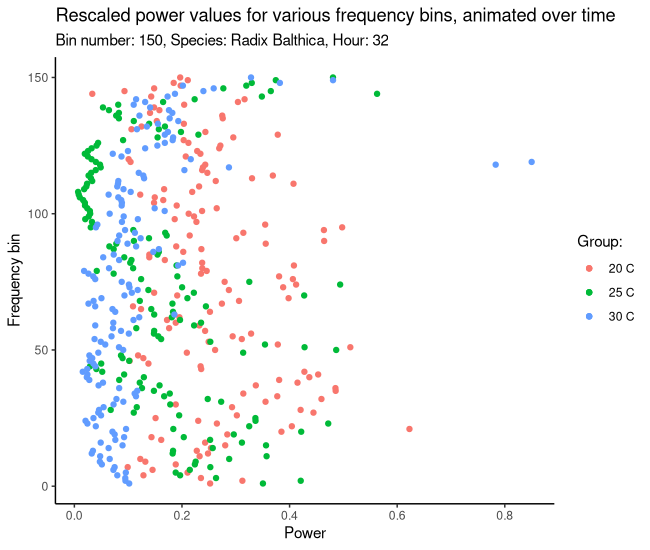 Rescaled power values for various frequency bins, animated over time
Bin number: 150, Species: Radix Balthica, Hour: 32
150
100
50
0
Frequency bin
0.0
0.2
0.4
0.6
0.8
Power
Group:
20 C
25 C
30 C